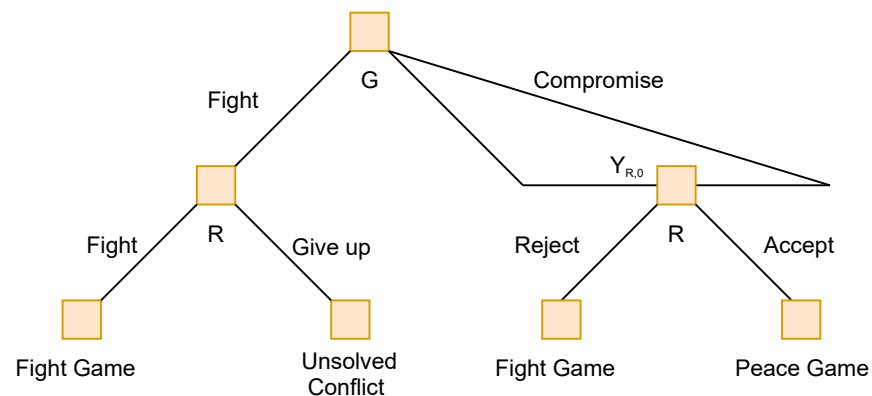 G
Compromise
Fight
Y R,0
R
R
Fight
Give up
Reject
Accept
Fight Game
Unsolved
Conflict
Fight Game
Peace Game